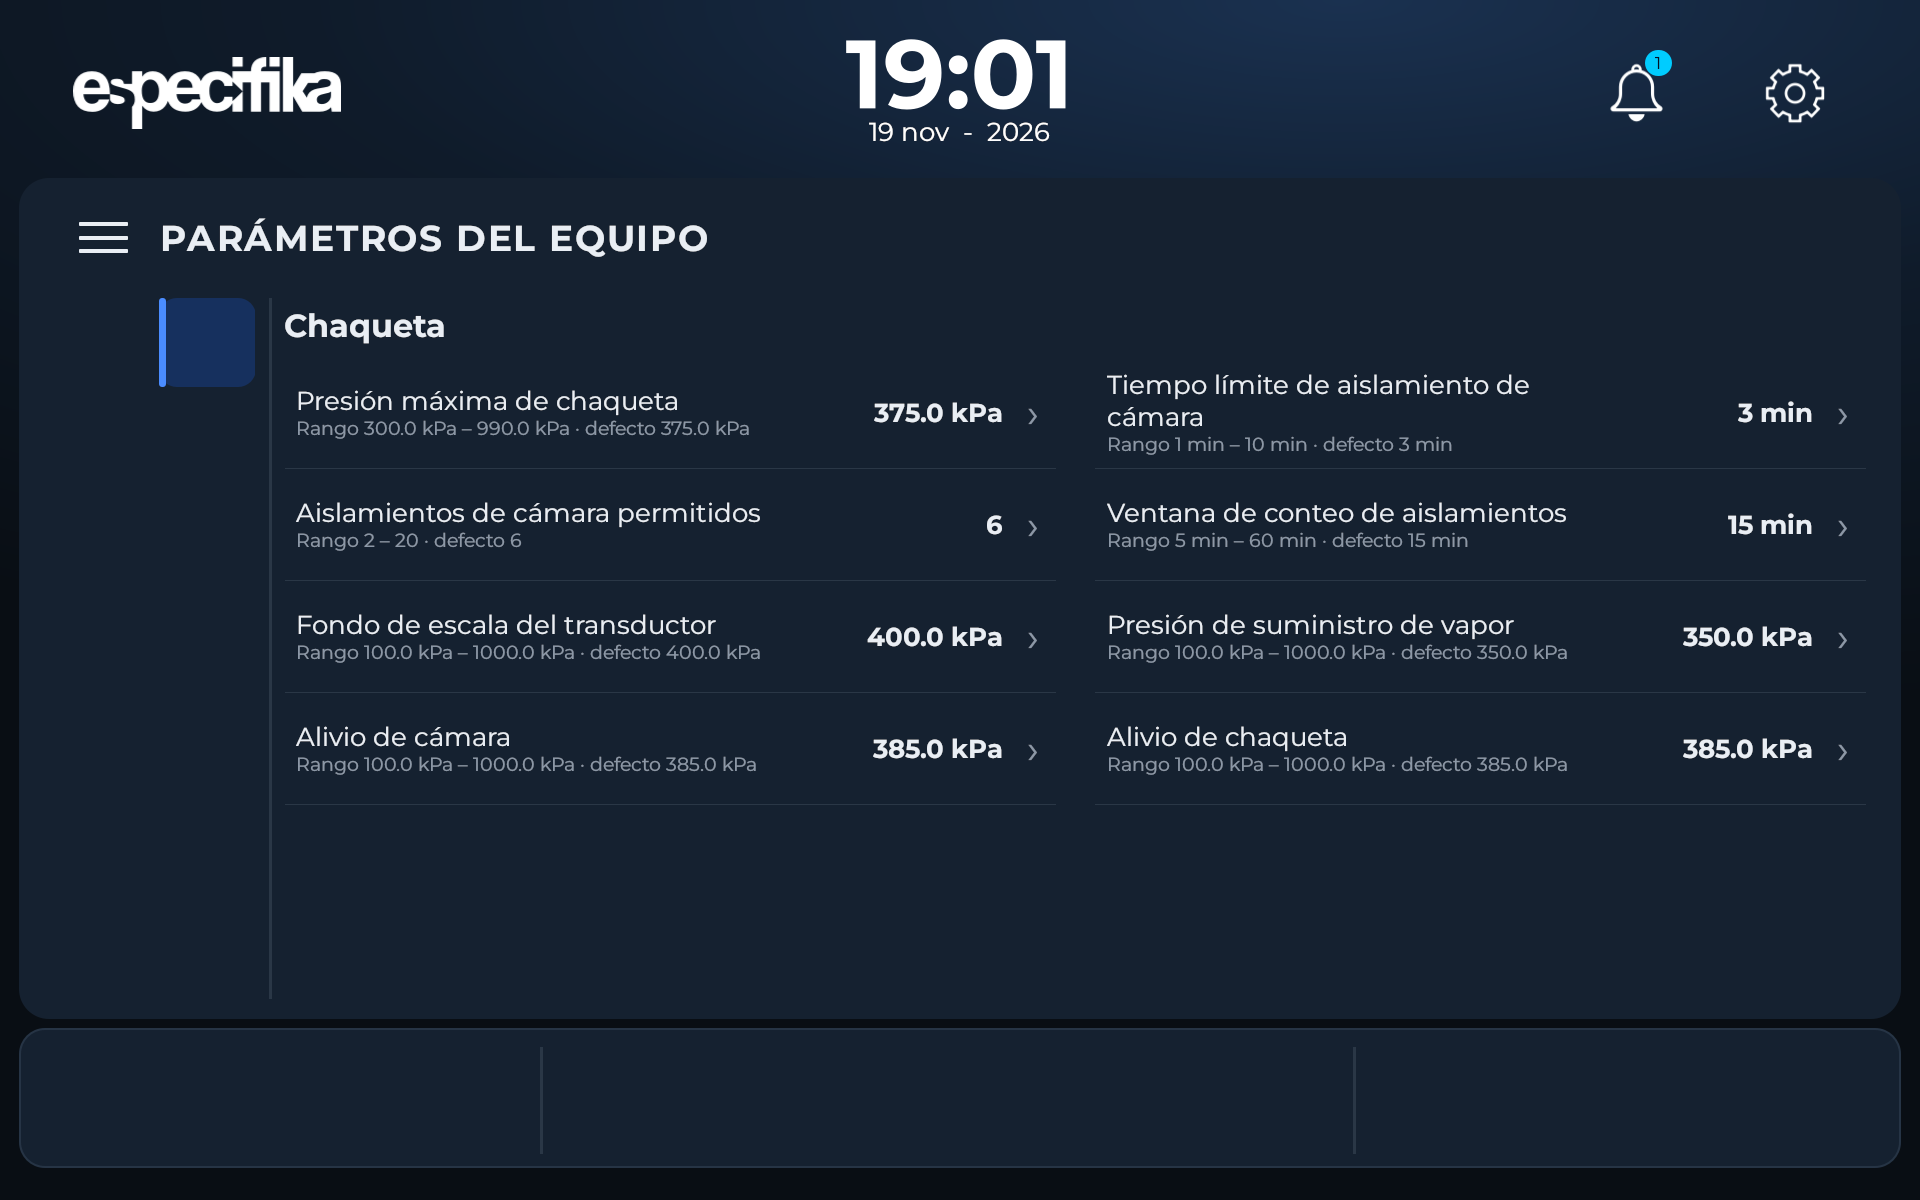 especifika
19:01
19 nov - 2026
1
PARÁMETROS DEL EQUIPO
Chaqueta
Presión máxima de chaqueta
Rango 300.0 kPa – 990.0 kPa · defecto 375.0 kPa
375.0 kPa
Tiempo límite de aislamiento de
cámara
Rango 1 min – 10 min · defecto 3 min
3 min
Aislamientos de cámara permitidos
Rango 2 – 20 · defecto 6
6
Ventana de conteo de aislamientos
Rango 5 min – 60 min · defecto 15 min
15 min
Fondo de escala del transductor
Rango 100.0 kPa – 1000.0 kPa · defecto 400.0 kPa
400.0 kPa
Presión de suministro de vapor
Rango 100.0 kPa – 1000.0 kPa · defecto 350.0 kPa
350.0 kPa
Alivio de cámara
Rango 100.0 kPa – 1000.0 kPa · defecto 385.0 kPa
385.0 kPa
Alivio de chaqueta
Rango 100.0 kPa – 1000.0 kPa · defecto 385.0 kPa
385.0 kPa